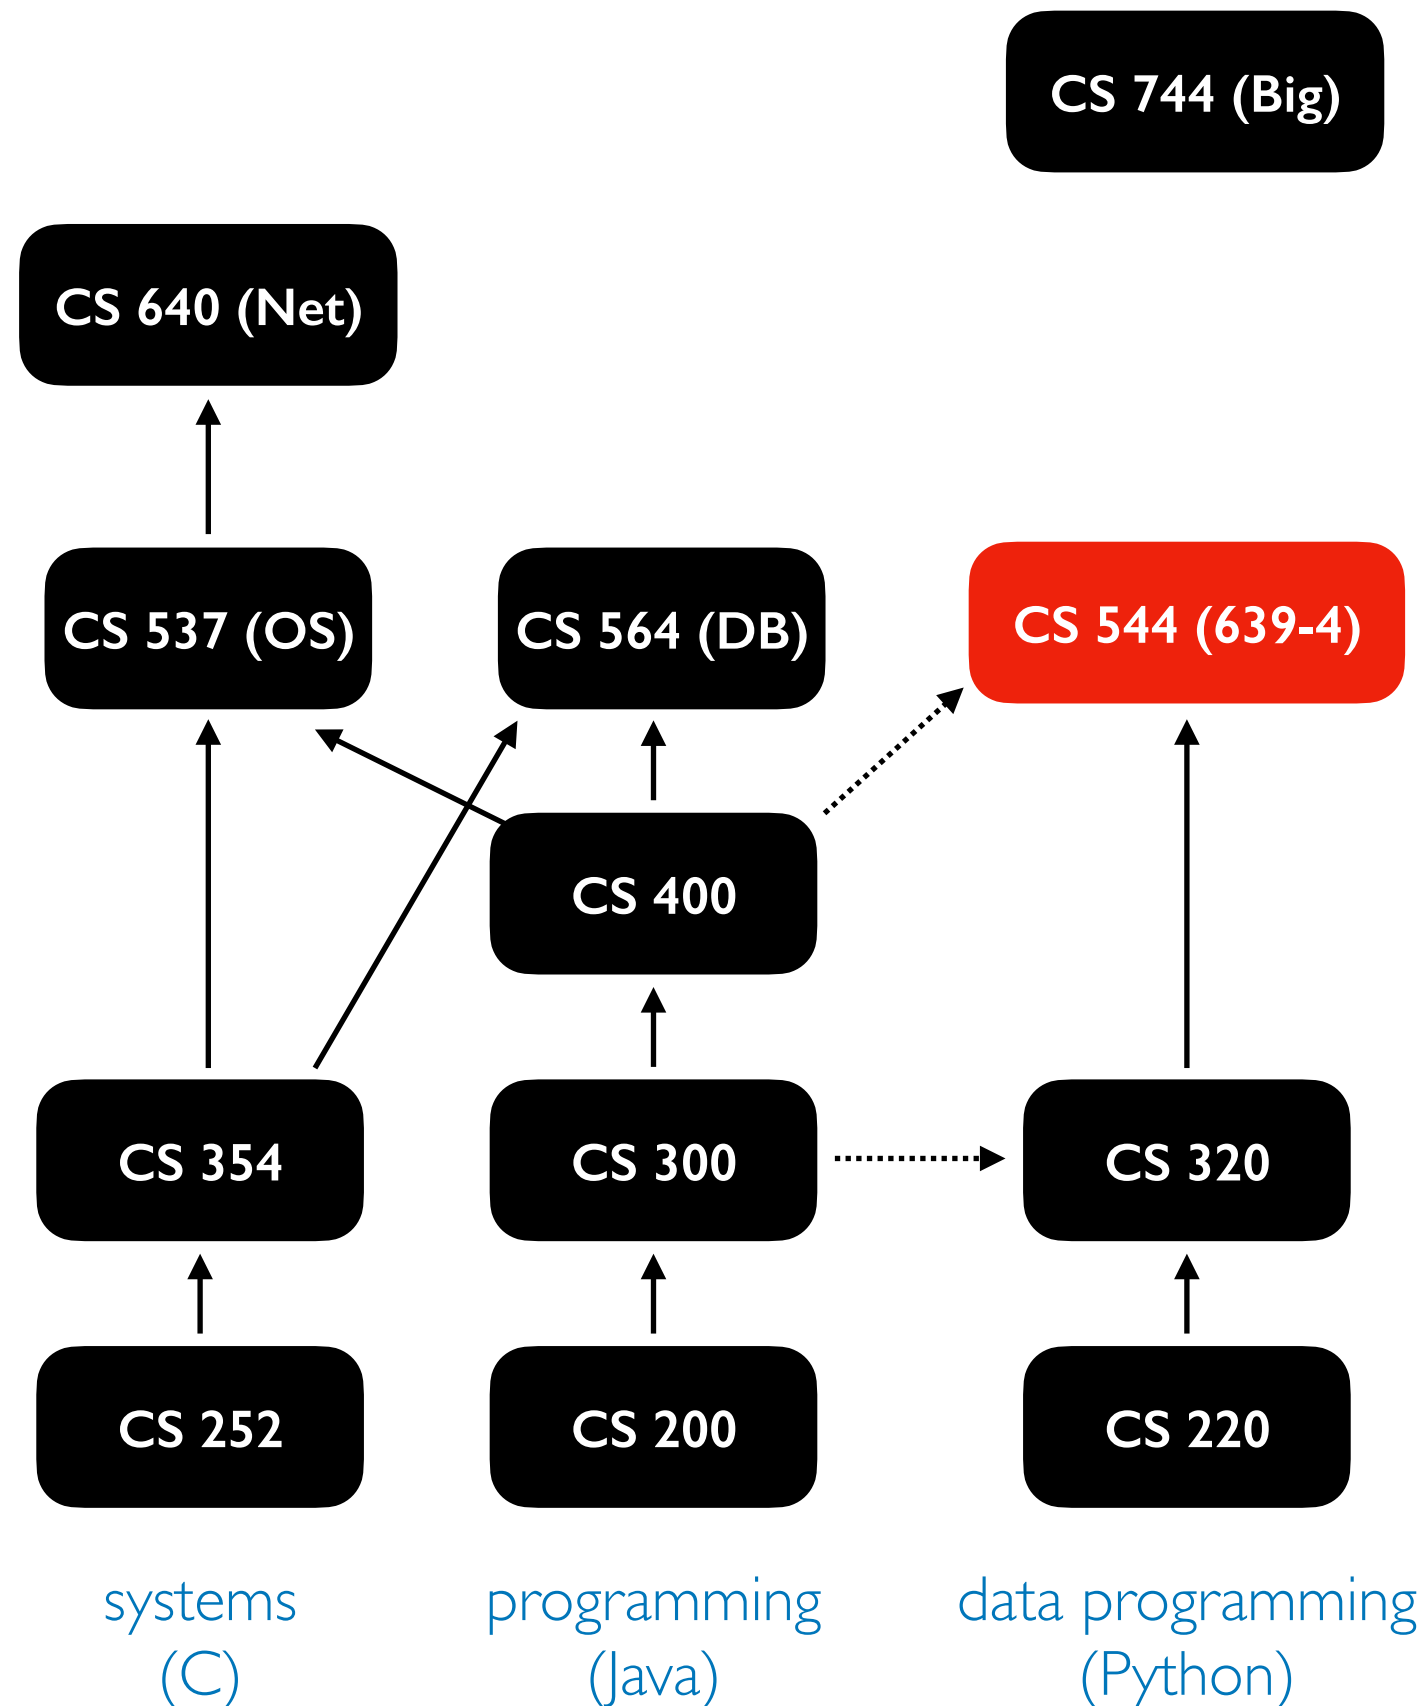 CS 744 (Big)
CS 640 (Net)
CS 537 (OS)
CS 564 (DB)
CS 544 (639-4)
CS 400
CS 354
CS 300
CS 320
CS 252
CS 200
CS 220
systems
(C)
programming
(Java)
data programming
(Python)